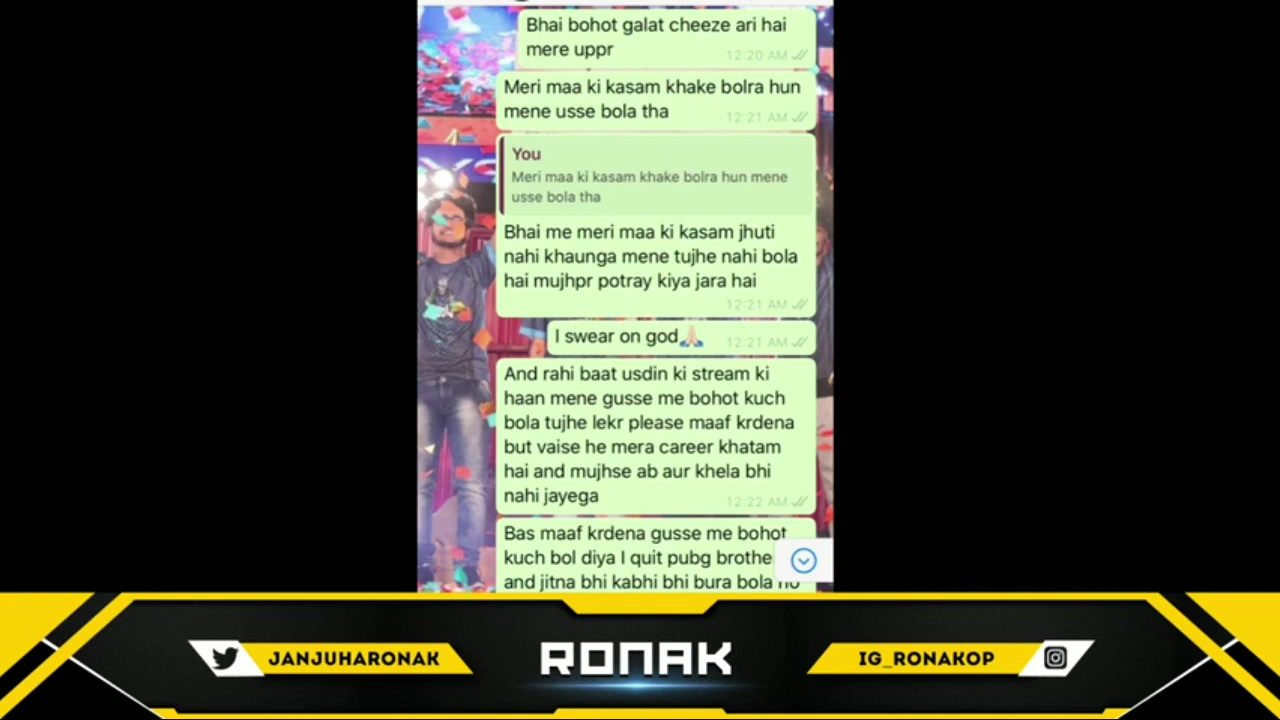 Bhai bohot galat cheeze ari hai
mere uppr
12:20 AM
Meri maa ki kasam khake bolra hun
mene usse bola tha
12:21 AM
You
Meri maa ki kasam khake bolra hun mene
usse bola tha
Bhai me meri maa ki kasam jhuti
nahi khaunga mene tujhe nahi bola
hai mujhpr potray kiya jara hai
12:21 AM
I swear on god🙏🏻
12:21 AM
And rahi baat usdin ki stream ki
haan mene gusse me bohot kuch
bola tujhe lekr please maaf krdena
but vaise he mera career khatam
hai and mujhse ab aur khela bhi
nahi jayega
12:22 AM
Bas maaf krdena gusse me bohot
kuch bol diya I quit pubg brothe
and jitna bhi kabhi bhi bura bola ho
JANJUHARONAK
RONAK
IG_RONAKOP